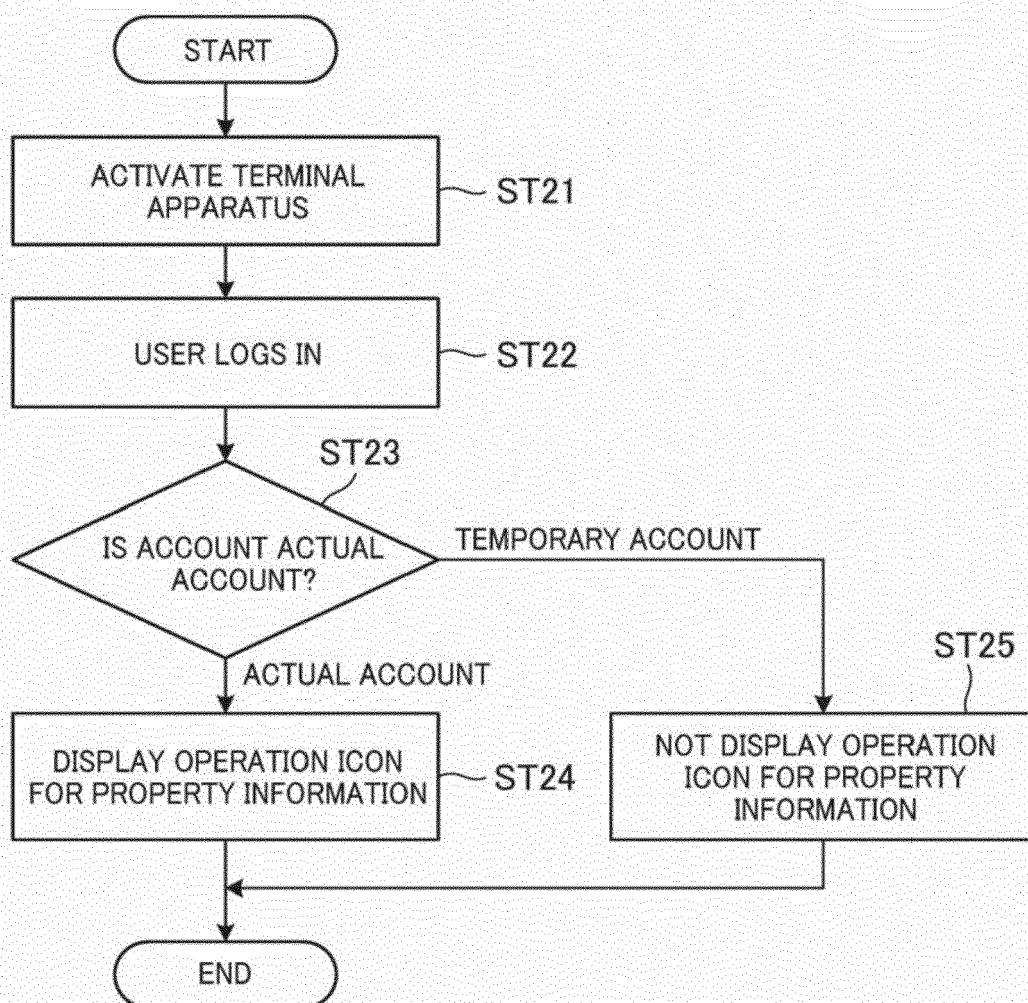 START
ACTIVATE TERMINAL
APPARATUS
ST21
USER LOGS IN
ST22
ST23
IS ACCOUNT ACTUAL
ACCOUNT?
TEMPORARY ACCOUNT
ACTUAL ACCOUNT
ST25
DISPLAY OPERATION ICON
FOR PROPERTY INFORMATION
ST24
NOT DISPLAY OPERATION
ICON FOR PROPERTY
INFORMATION
END